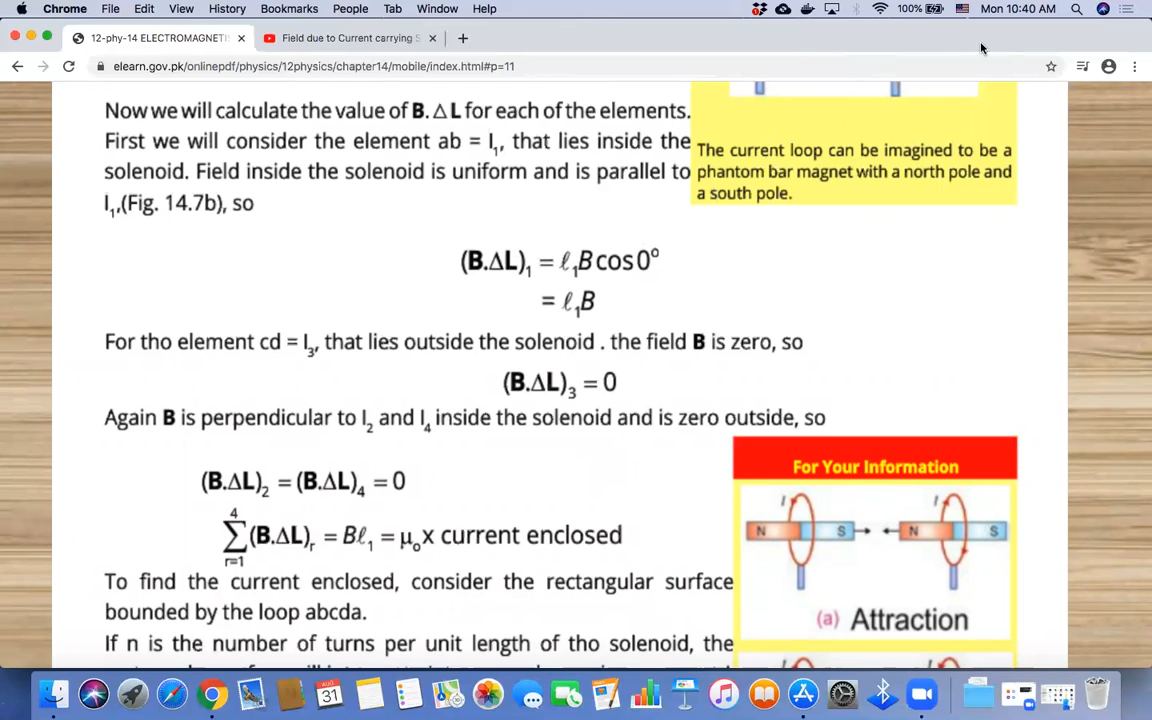 Chrome File Edit View History Bookmarks People Tab Window Help 100% Mon 10:40 AM
12-phy-14 ELECTROMAGNETI Field due to Current carrying S
elearn.gov.pk/onlinepdf/physics/12physics/chapter14/mobile/index.html#p=11
Now we will calculate the value of B. ΔL for each of the elements.
First we will consider the element ab = l₁, that lies inside the
solenoid. Field inside the solenoid is uniform and is parallel to
l₁,(Fig. 14.7b), so
The current loop can be imagined to be a
phantom bar magnet with a north pole and
a south pole.
(B.ΔL)₁ = ℓ₁B cos 0°
= ℓ₁B
For tho element cd = l₃, that lies outside the solenoid . the field B is zero, so
(B.ΔL)₃ = 0
Again B is perpendicular to l₂ and l₄ inside the solenoid and is zero outside, so
(B.ΔL)₂ = (B.ΔL)₄ = 0
4
∑(B.ΔL)ᵣ = Bℓ₁ = μₒx current enclosed
r=1
To find the current enclosed, consider the rectangular surface
bounded by the loop abcda.
If n is the number of turns per unit length of tho solenoid, the
For Your Information
I I
N S N S
(a) Attraction
31